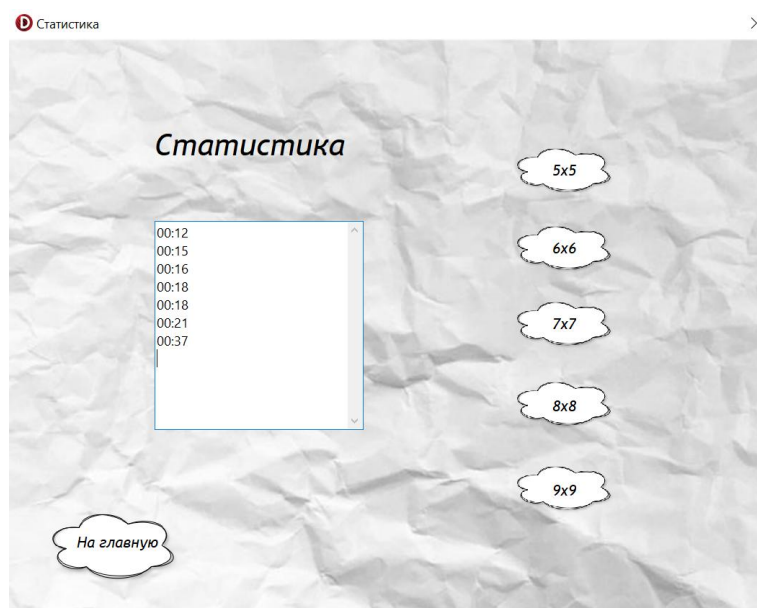 Статистика
Статистика
00:12
00:15
00:16
00:18
00:18
00:21
00:37
5x5
6x6
7x7
8x8
9x9
На главную